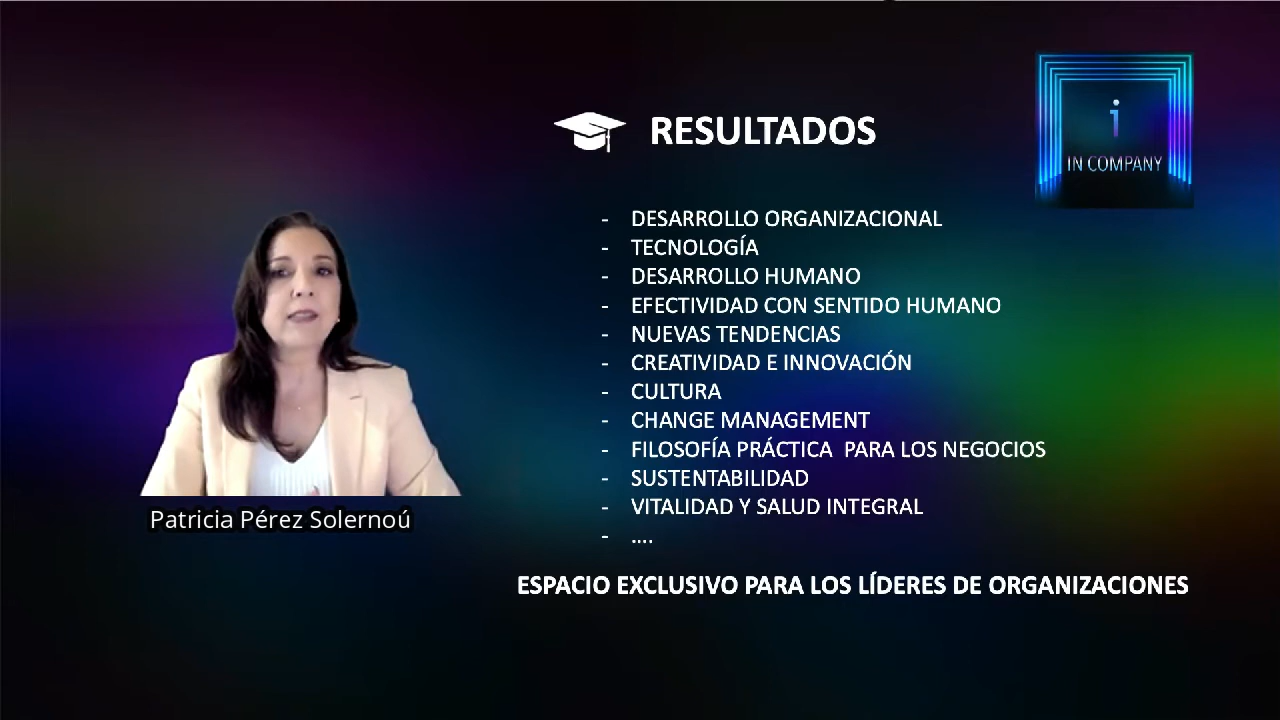 RESULTADOS
i
IN COMPANY
- DESARROLLO ORGANIZACIONAL
- TECNOLOGÍA
- DESARROLLO HUMANO
- EFECTIVIDAD CON SENTIDO HUMANO
- NUEVAS TENDENCIAS
- CREATIVIDAD E INNOVACIÓN
- CULTURA
- CHANGE MANAGEMENT
- FILOSOFÍA PRÁCTICA  PARA LOS NEGOCIOS
- SUSTENTABILIDAD
- VITALIDAD Y SALUD INTEGRAL
- ....
Patricia Pérez Solernoú
ESPACIO EXCLUSIVO PARA LOS LÍDERES DE ORGANIZACIONES